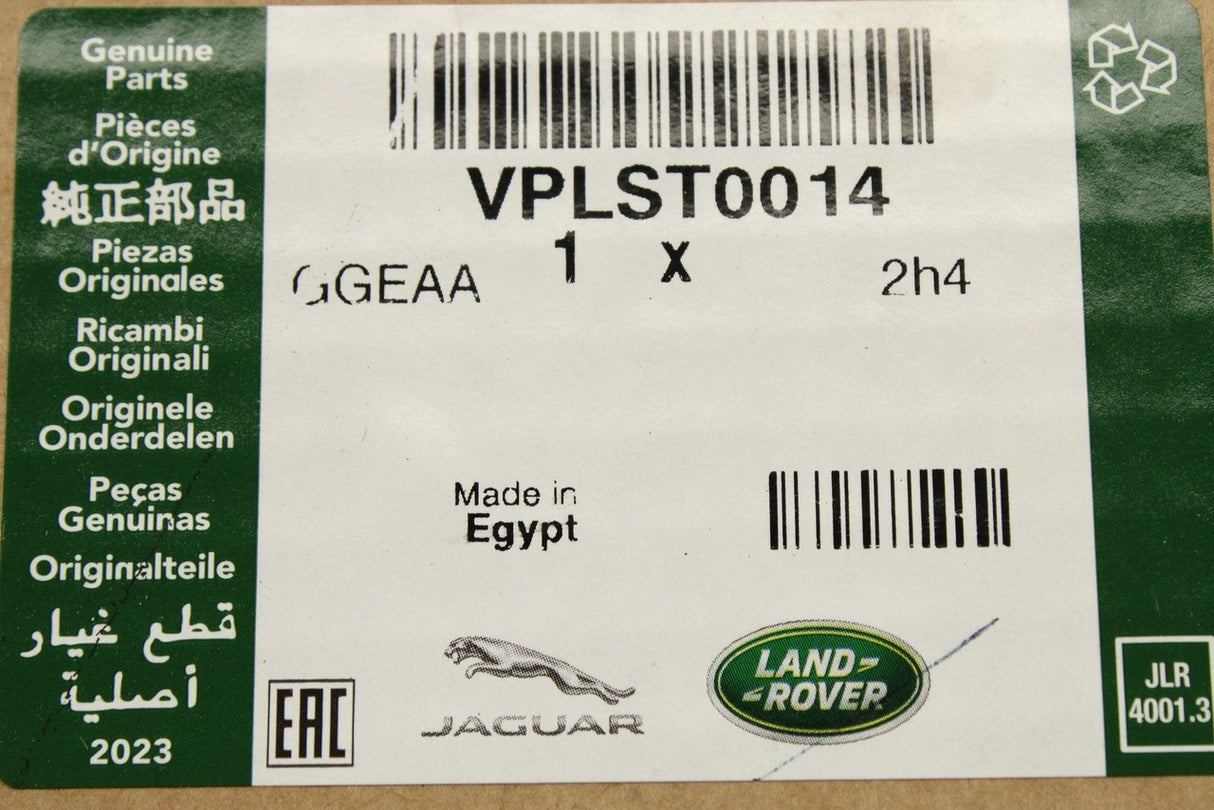 Genuine
Parts
Pièces
d'Origine
純正部品
Piezas
Originales
Ricambi
Originali
Originele
Onderdelen
Peças
Genuinas
Originalteile
قطع غيار
أصلية
2023
VPLST0014
1 x
GGEAA
2h4
Made in
Egypt
EAC
JAGUAR
LAND-
-ROVER
JLR
4001.3